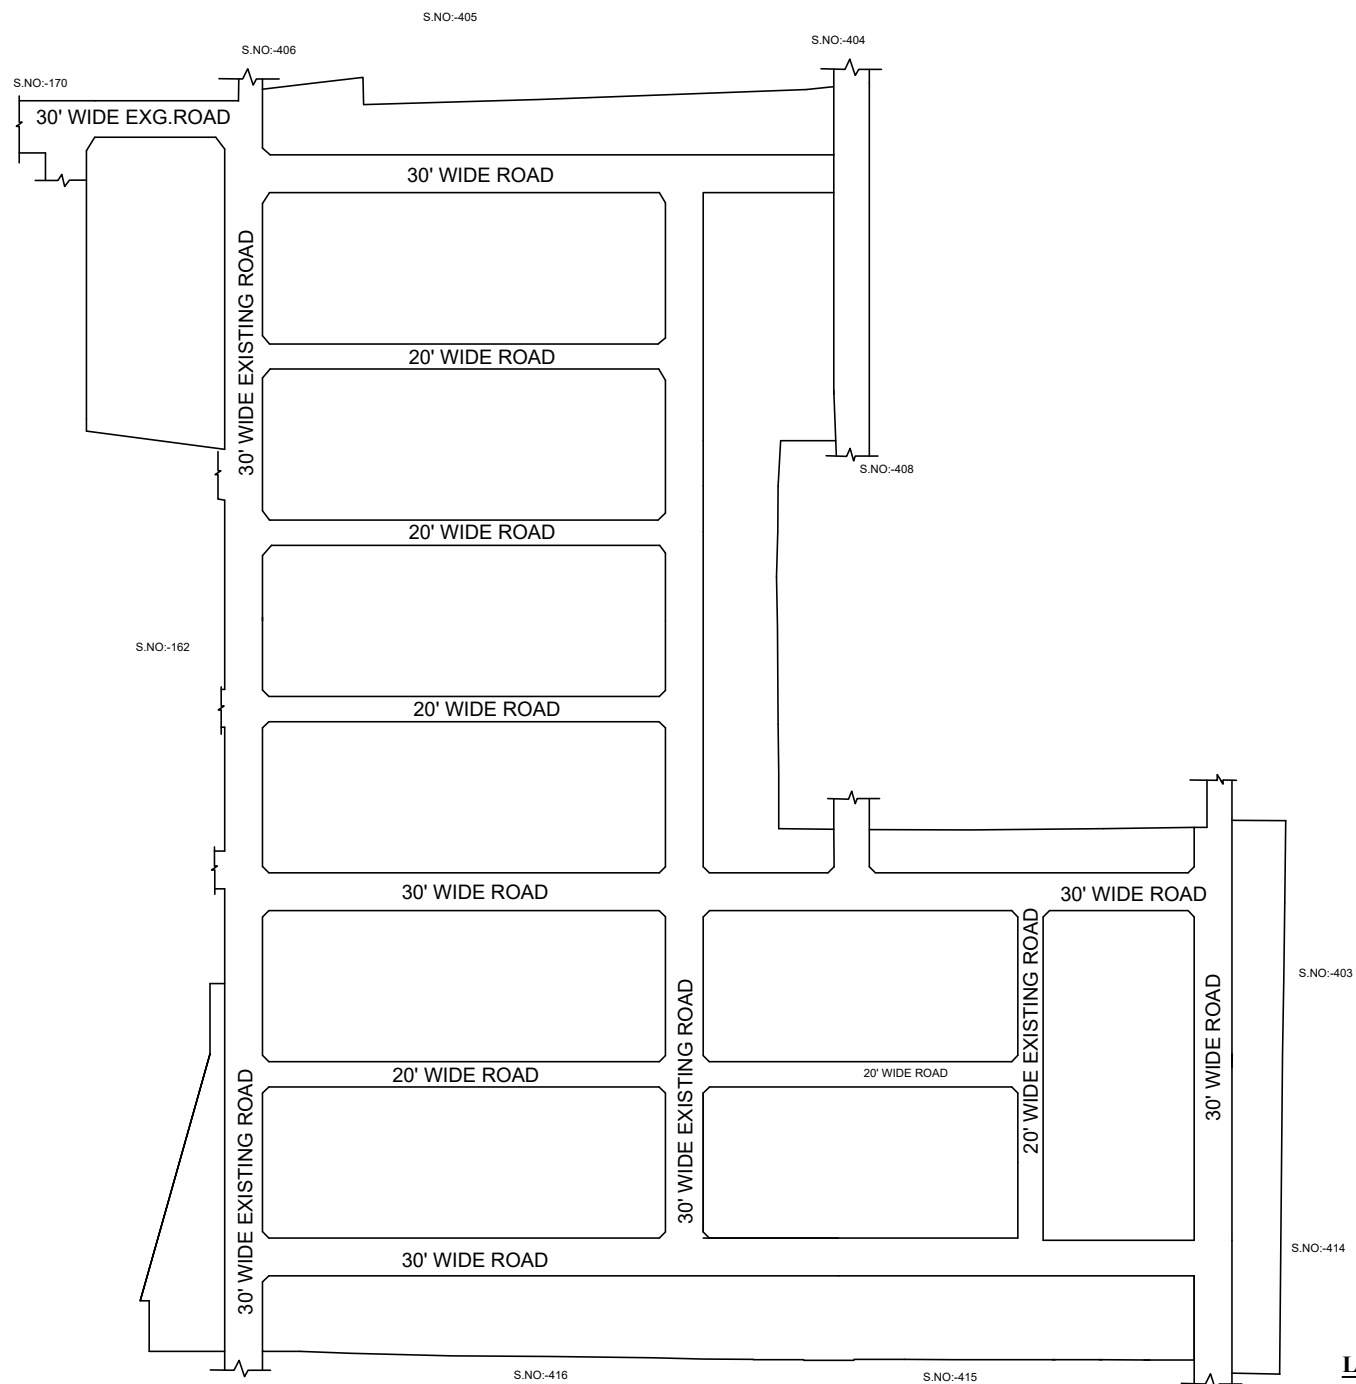 S.NO:-405
S.NO:-404
S.NO:-406
S.NO:-170
30' WIDE EXG.ROAD
30' WIDE ROAD
30' WIDE EXISTING ROAD
20' WIDE ROAD
S.NO:-408
20' WIDE ROAD
S.NO:-162
20' WIDE ROAD
30' WIDE ROAD
30' WIDE ROAD
20' WIDE EXISTING ROAD
S.NO:-403
30' WIDE EXISTING ROAD
30' WIDE ROAD
20' WIDE ROAD
20' WIDE ROAD
30' WIDE EXISTING ROAD
S.NO:-414
30' WIDE ROAD
S.NO:-416
S.NO:-415
L